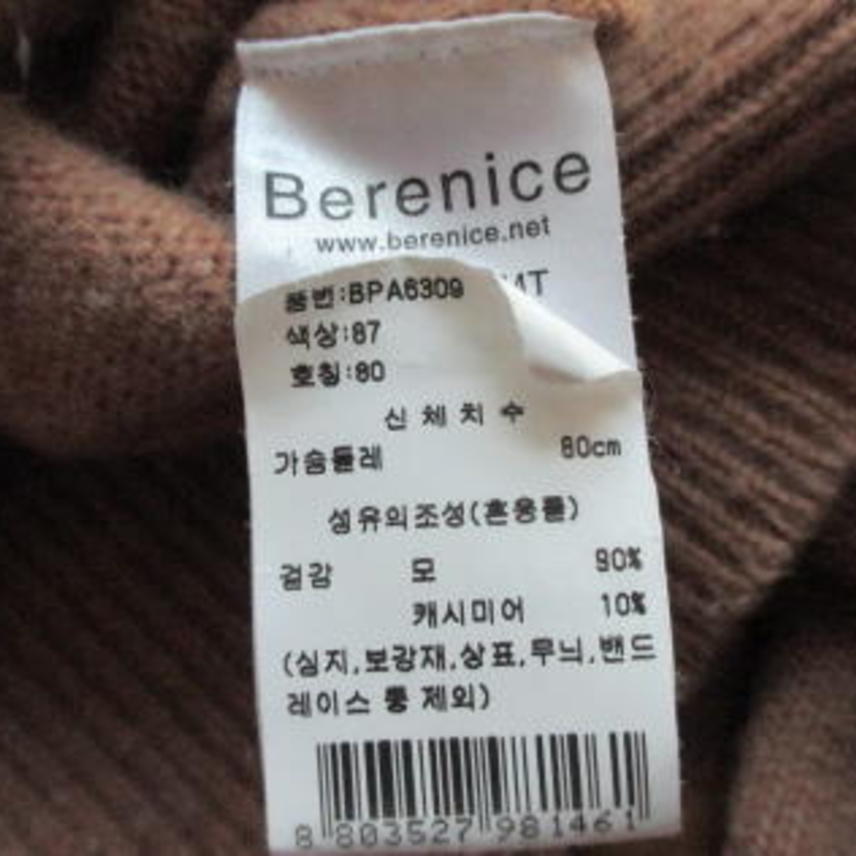 Berenice
www.berenice.net
품번:BPA6309
색상:87
호칭:80
신체치수
가슴둘레 80cm
섬유의조성(혼용률)
겉감 모 90%
캐시미어 10%
(심지,보강재,상표,무늬,밴드
레이스 등 제외)
8 803527 981461